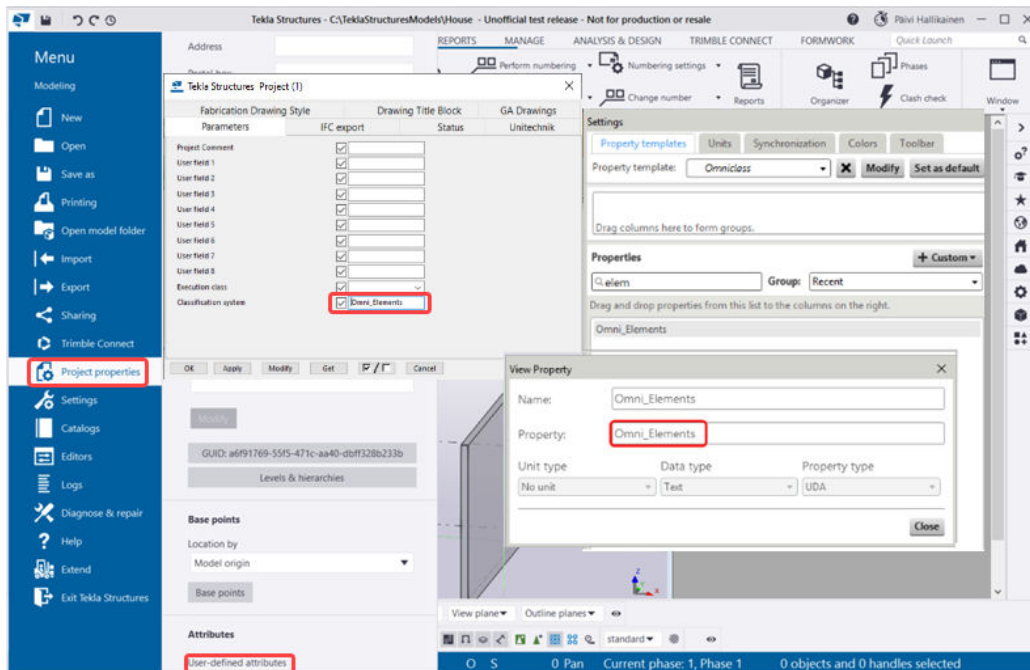 Tekla Structures - C:\TeklaStructuresModels\House - Unofficial test release - Not for production or resale
Päivi Hallikainen
Menu
Modeling
New
Open
Save as
Printing
Open model folder
Import
Export
Sharing
Trimble Connect
Project properties
Settings
Catalogs
Editors
Logs
Diagnose & repair
Help
Extend
Exit Tekla Structures
Address
REPORTS MANAGE ANALYSIS & DESIGN TRIMBLE CONNECT FORMWORK Quick Launch
Perform numbering Numbering settings Phases
Change number Reports Organizer Clash check Window
Tekla Structures Project (1)
Fabrication Drawing Style Drawing Title Block GA Drawings
Parameters IFC export Status Unitechnik
Project Comment
User field 1
User field 2
User field 3
User field 4
User field 5
User field 6
User field 7
User field 8
Execution class
Classification system Omni_Elements
OK Apply Modify Get Cancel
Modify
GUID: a6f91769-55f5-471c-aa40-dbff328b233b
Levels & hierarchies
Base points
Location by
Model origin
Base points
Attributes
User-defined attributes
Settings
Property templates Units Synchronization Colors Toolbar
Property template: Omniclass Modify Set as default
Drag columns here to form groups.
Properties + Custom
elem Group: Recent
Drag and drop properties from this list to the columns on the right.
Omni_Elements
View Property
Name: Omni_Elements
Property: Omni_Elements
Unit type Data type Property type
No unit Text UDA
Close
z
x
View plane Outline planes
standard
O S 0 Pan Current phase: 1, Phase 1 0 objects and 0 handles selected